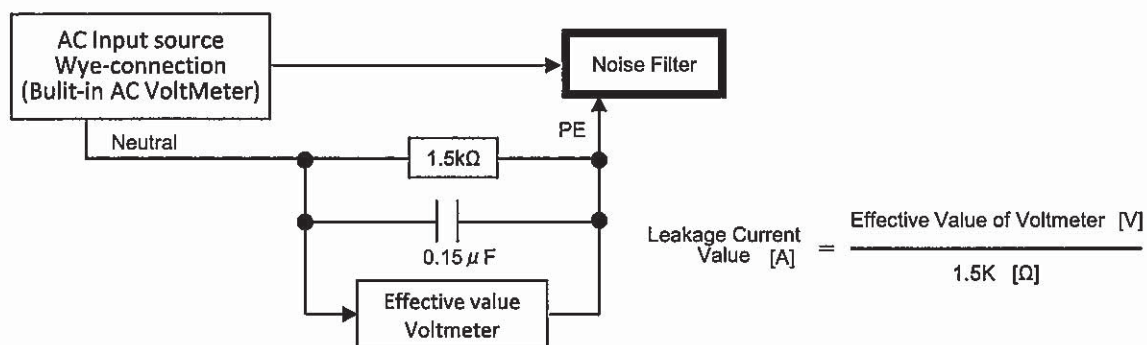 AC Input source
Wye-connection
(Bulit-in AC VoltMeter)
Noise Filter
PE
Neutral
1.5kΩ
0.15μF
Effective value
Voltmeter
Leakage Current
Value [A]
=
Effective Value of Voltmeter [V]
1.5K [Ω]